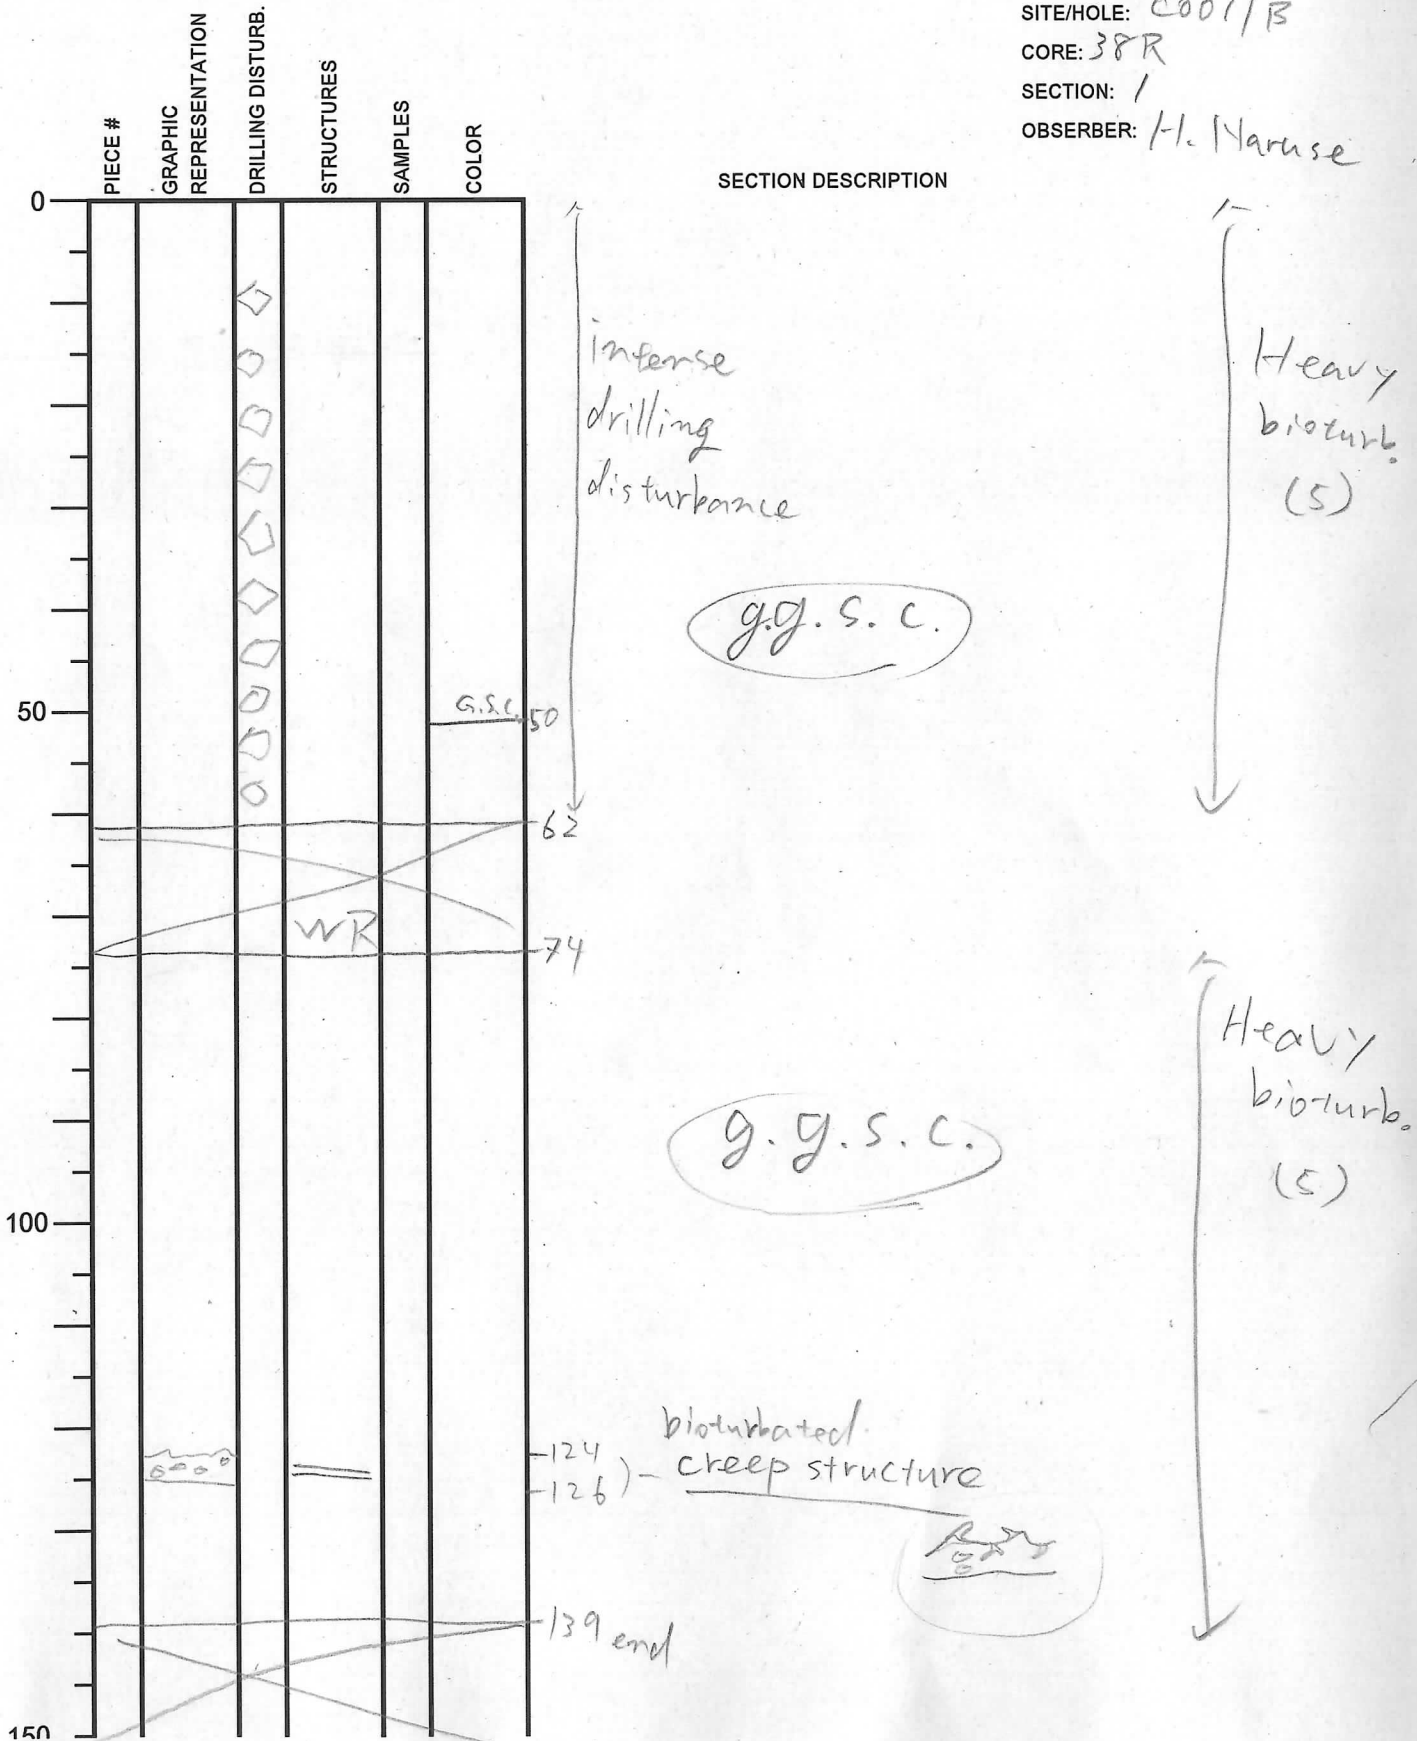 SITE/HOLE: C001/B
CORE: 38R
SECTION: 1
OBSERBER: H. Naruse
PIECE #
GRAPHIC
REPRESENTATION
DRILLING DISTURB.
STRUCTURES
SAMPLES
COLOR
SECTION DESCRIPTION
0
intense
drilling
disturbance
Heavy
bioturb.
(5)
g.g. s. c.
50
G.S.C. 50
62
WR
74
Heavy
bioturb.
(5)
g. g. s. c.
100
bioturbated
124
126 ) - creep structure
139 end
150